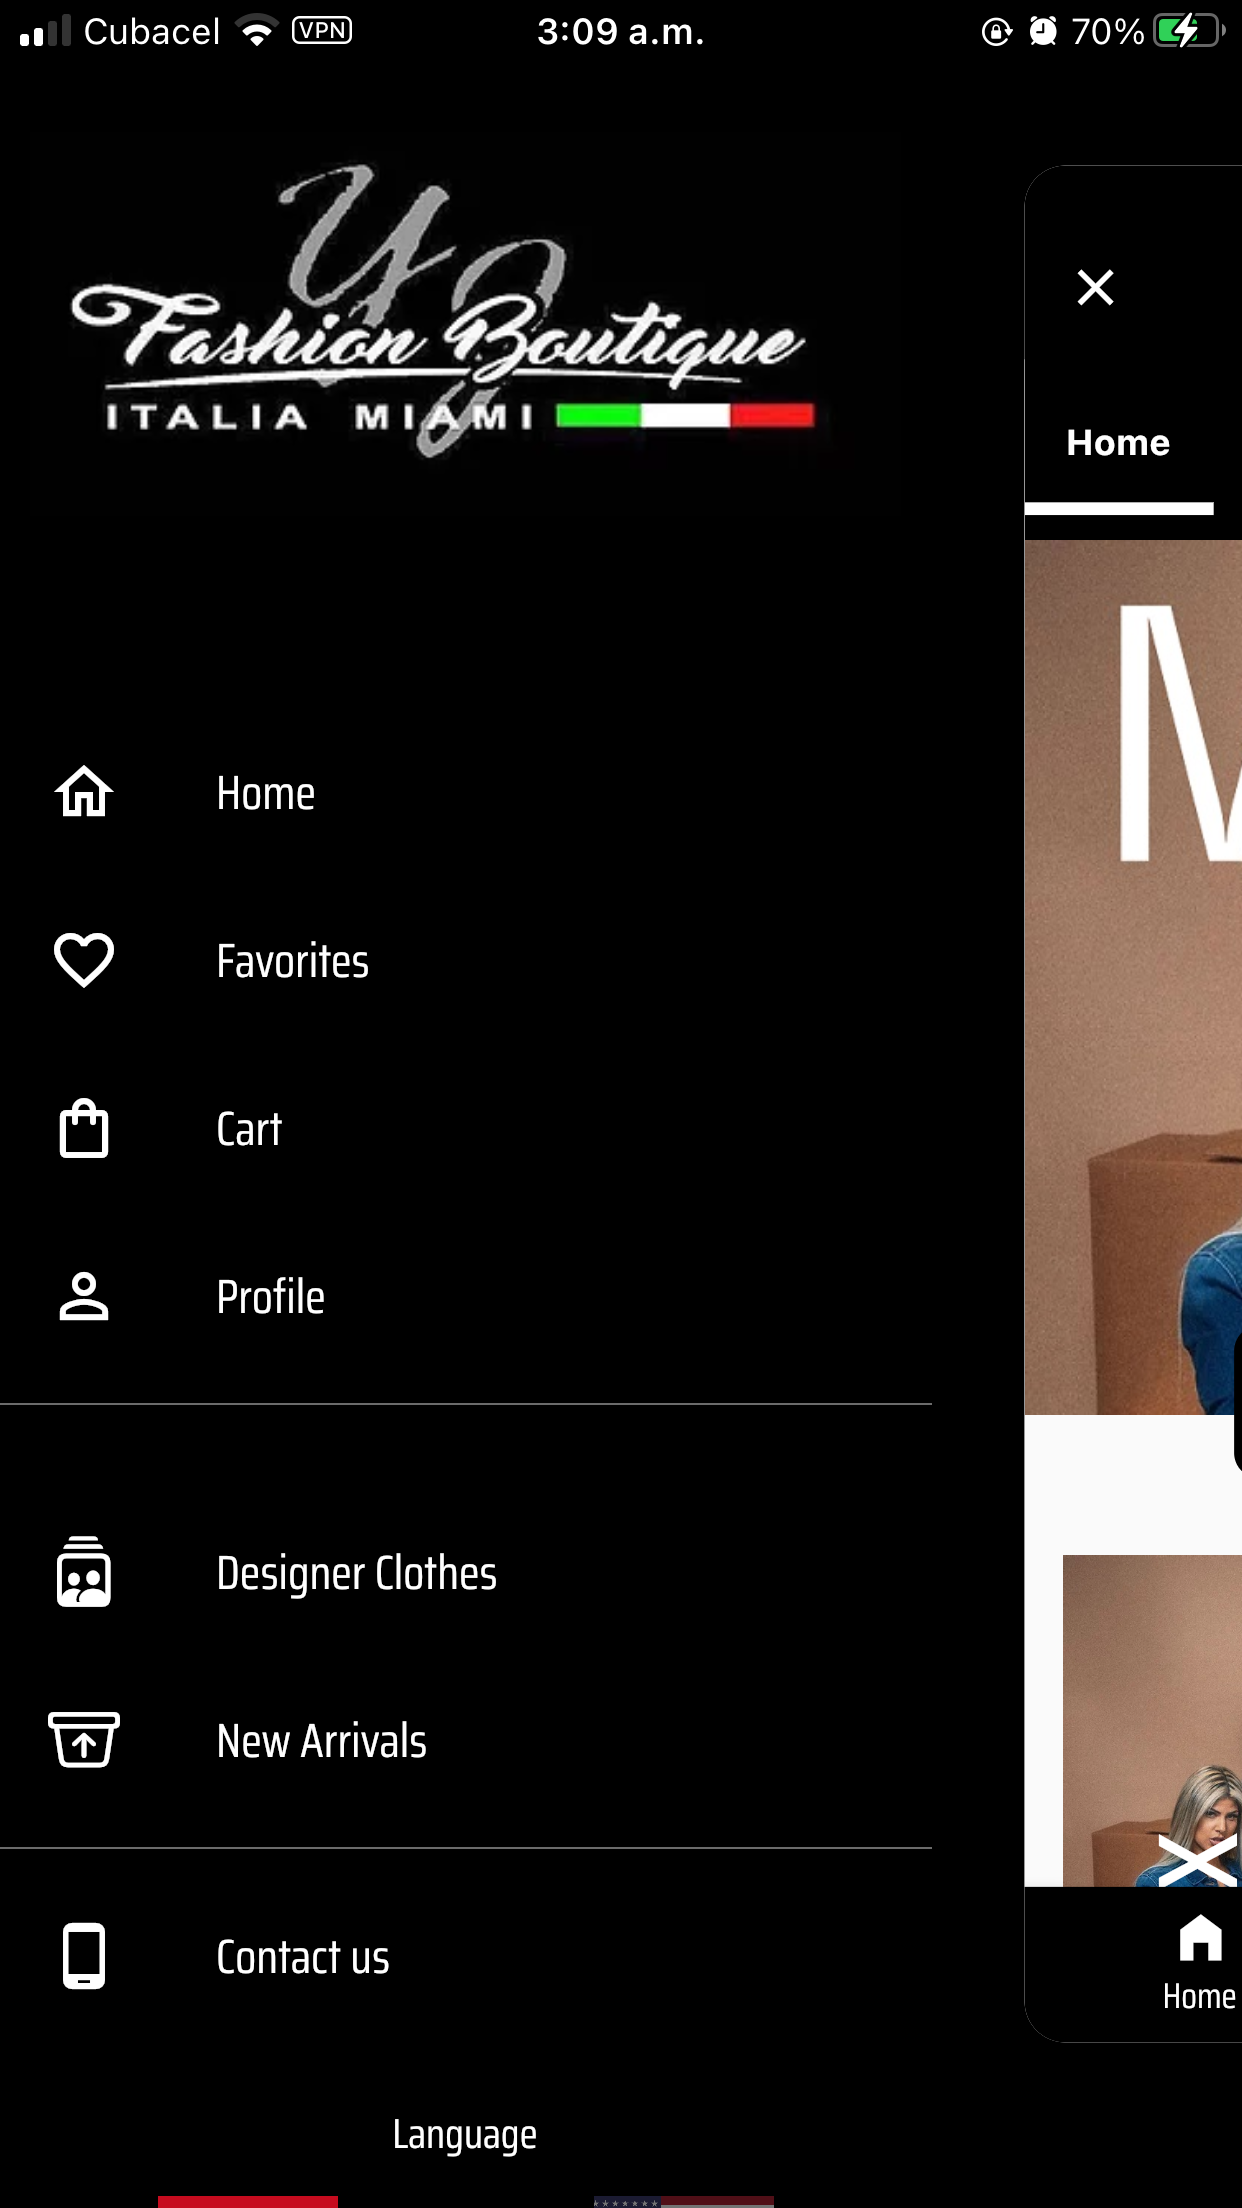 Cubacel VPN 3:09 a.m. 70%
YJ
Fashion Boutique
ITALIA MIAMI
Home
M
Home
Favorites
Cart
Profile
Designer Clothes
New Arrivals
Contact us
Home
Language